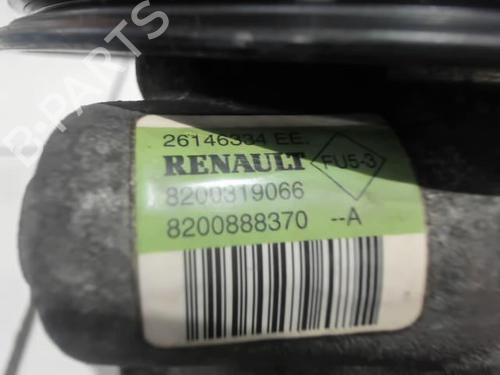 26146334 EE.
RENAULT FU5-3
8200319066
8200888370 --A
B-PARTS